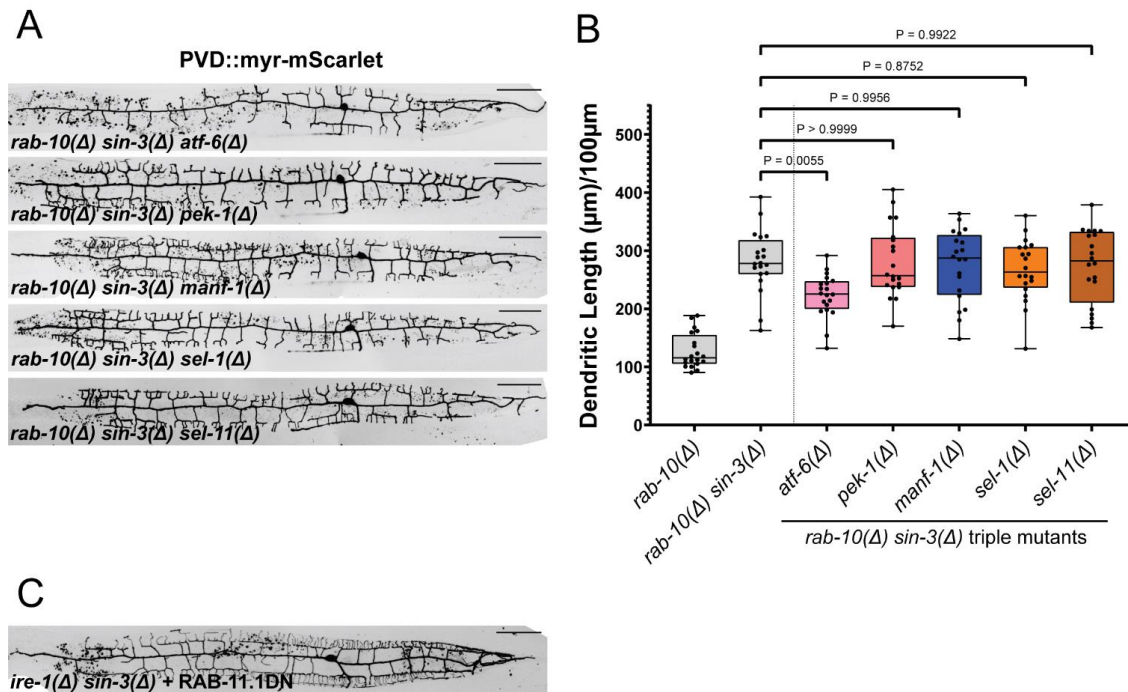 A
PVD::myr-mScarlet
rab-10(Δ) sin-3(Δ) atf-6(Δ)
rab-10(Δ) sin-3(Δ) pek-1(Δ)
rab-10(Δ) sin-3(Δ) manf-1(Δ)
rab-10(Δ) sin-3(Δ) sel-1(Δ)
rab-10(Δ) sin-3(Δ) sel-11(Δ)
B
P = 0.9922
P = 0.8752
P = 0.9956
P > 0.9999
P = 0.0055
Dendritic Length (μm)/100μm
500
400
300
200
100
0
rab-10(Δ)
rab-10(Δ) sin-3(Δ)
atf-6(Δ)
pek-1(Δ)
manf-1(Δ)
sel-1(Δ)
sel-11(Δ)
rab-10(Δ) sin-3(Δ) triple mutants
C
ire-1(Δ) sin-3(Δ) + RAB-11.1DN